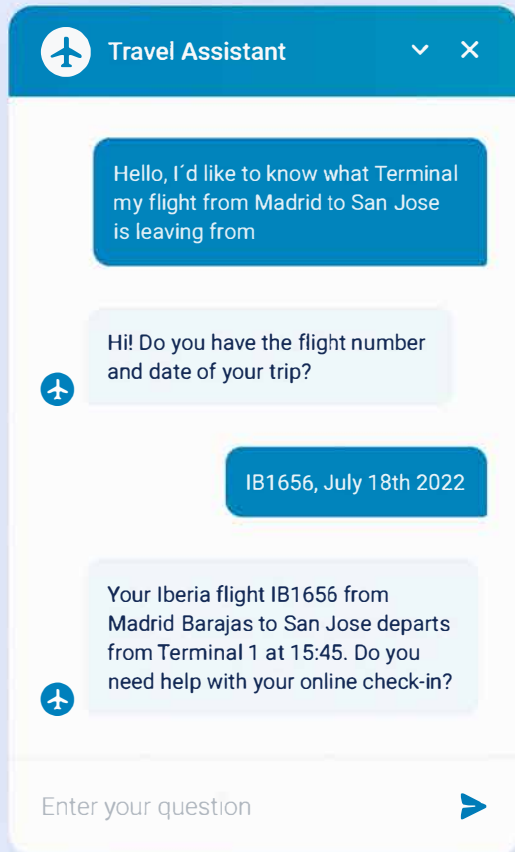 Travel Assistant
Hello, I´d like to know what Terminal
my flight from Madrid to San Jose
is leaving from
Hi! Do you have the flight number
and date of your trip?
IB1656, July 18th 2022
Your Iberia flight IB1656 from
Madrid Barajas to San Jose departs
from Terminal 1 at 15:45. Do you
need help with your online check-in?
Enter your question